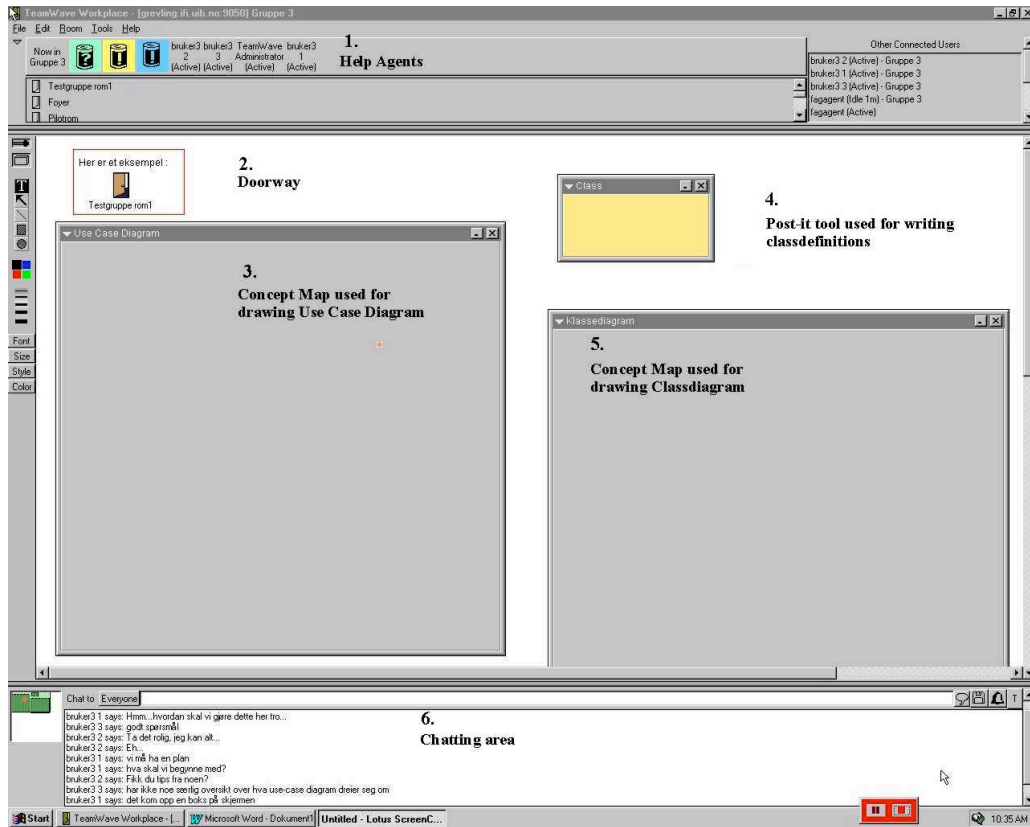 TeamWave Workplace - [grevling.ifi.uib.no:9050] Gruppe 3
File Edit Room Tools Help
Now in
Gruppe 3
bruker3 bruker3 TeamWave bruker3
2 3 Administrator 1
(Active) (Active) (Active) (Active)
1.
Help Agents
Other Connected Users
bruker3 2 (Active) - Gruppe 3
bruker3 1 (Active) - Gruppe 3
bruker3 3 (Active) - Gruppe 3
fagagent (Idle 1m) - Gruppe 3
fagagent (Active)
Testgruppe rom1
Foyer
Pilotrom
Her er et eksempel :
Testgruppe rom1
2.
Doorway
Class
4.
Post-it tool used for writing
classdefinitions
Use Case Diagram
3.
Concept Map used for
drawing Use Case Diagram
Klassediagram
5.
Concept Map used for
drawing Classdiagram
T
Font
Size
Style
Color
Chat to Everyone
T
bruker3 1 says: Hmm...hvordan skal vi gjøre dette her tro...
bruker3 3 says: godt spørsmål
bruker3 2 says: Ta det rolig, jeg kan alt...
bruker3 2 says: Eh...
bruker3 1 says: vi må ha en plan
bruker3 1 says: hva skal vi begynne med?
bruker3 2 says: Fikk du tips fra noen?
bruker3 3 says: har ikke noe særlig oversikt over hva use-case diagram dreier seg om
bruker3 1 says: det kom opp en boks på skjermen
6.
Chatting area
Start TeamWave Workplace - [... Microsoft Word - Dokument1 Untitled - Lotus ScreenC... 10:35 AM